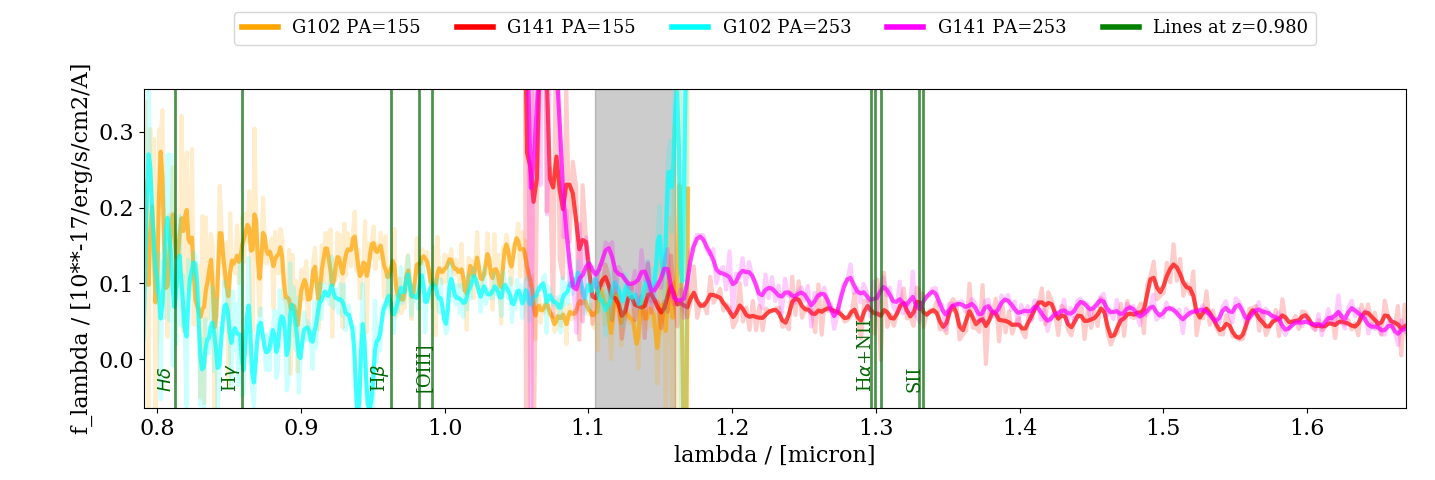 G102 PA=155 G141 PA=155 G102 PA=253 G141 PA=253 Lines at z=0.980
f_lambda / [10**-17/erg/s/cm2/A]
0.3
0.2
0.1
0.0
Hδ Hγ Hβ [OIII] Hα+NII SII
0.8 0.9 1.0 1.1 1.2 1.3 1.4 1.5 1.6
lambda / [micron]